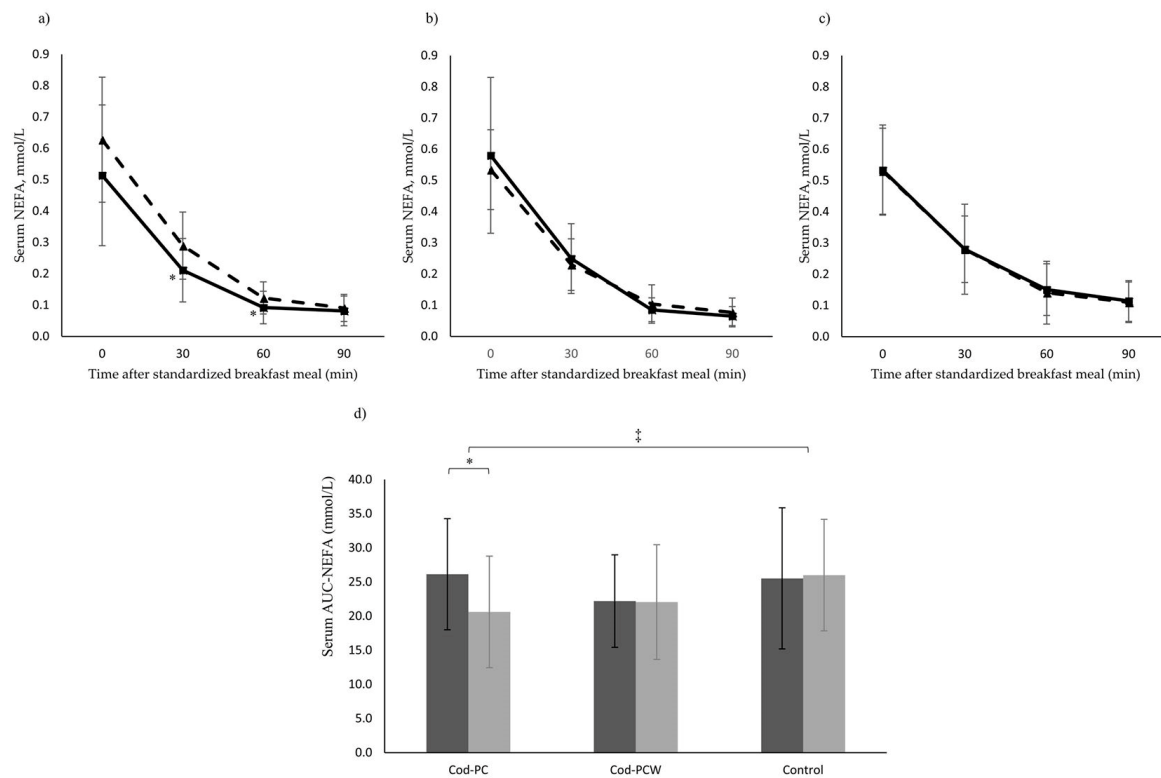 a)
Serum NEFA, mmol/L
0.9
0.8
0.7
0.6
0.5
0.4
0.3
0.2
0.1
0.0
*
*
0 30 60 90
Time after standardized breakfast meal (min)
b)
Serum NEFA, mmol/L
0.9
0.8
0.7
0.6
0.5
0.4
0.3
0.2
0.1
0.0
0 30 60 90
Time after standardized breakfast meal (min)
c)
Serum NEFA, mmol/L
0.9
0.8
0.7
0.6
0.5
0.4
0.3
0.2
0.1
0.0
0 30 60 90
Time after standardized breakfast meal (min)
d)
‡
*
Serum AUC-NEFA (mmol/L)
40.0
35.0
30.0
25.0
20.0
15.0
10.0
5.0
0.0
Cod-PC Cod-PCW Control